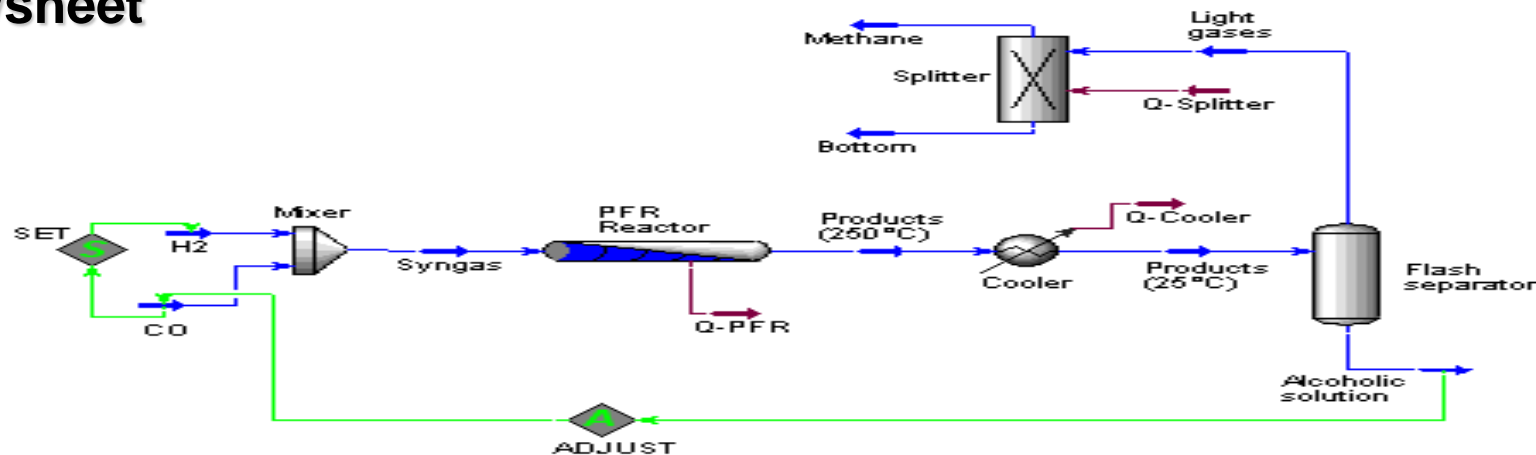 sheet
Methane
Light
gases
Splitter
Q-Splitter
Bottom
SET
S
H2
Mixer
Syngas
CO
PFR
Reactor
Q-PFR
Products
(250°C)
Cooler
Q-Cooler
Products
(25°C)
Flash
separator
Alcoholic
solution
A
ADJUST